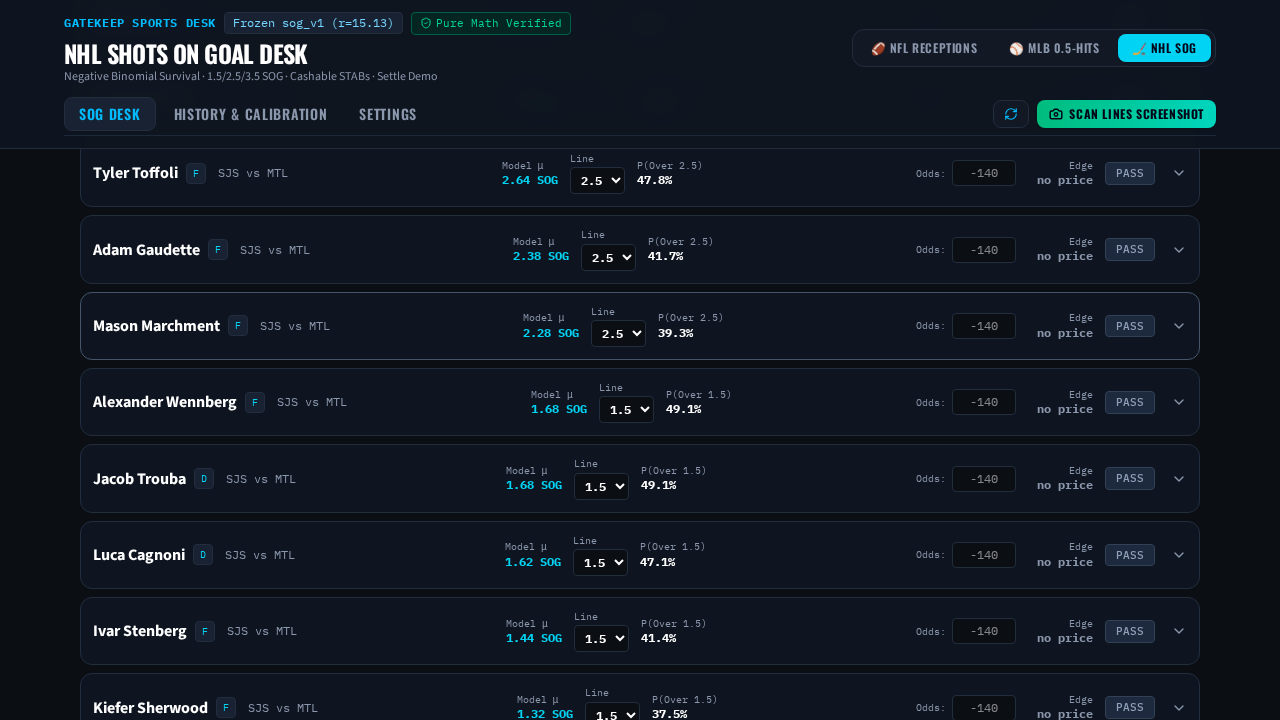 GATEKEEP SPORTS DESK Frozen sog_v1 (r=15.13) Pure Math Verified
NHL SHOTS ON GOAL DESK
Negative Binomial Survival · 1.5/2.5/3.5 SOG · Cashable STABs · Settle Demo
NFL RECEPTIONS MLB 0.5-HITS NHL SOG
SOG DESK HISTORY & CALIBRATION SETTINGS SCAN LINES SCREENSHOT
Tyler Toffoli F SJS vs MTL
Model μ Line P(Over 2.5)
2.64 SOG 2.5 47.8%
Odds: -140 Edge no price PASS
Adam Gaudette F SJS vs MTL
Model μ Line P(Over 2.5)
2.38 SOG 2.5 41.7%
Odds: -140 Edge no price PASS
Mason Marchment F SJS vs MTL
Model μ Line P(Over 2.5)
2.28 SOG 2.5 39.3%
Odds: -140 Edge no price PASS
Alexander Wennberg F SJS vs MTL
Model μ Line P(Over 1.5)
1.68 SOG 1.5 49.1%
Odds: -140 Edge no price PASS
Jacob Trouba D SJS vs MTL
Model μ Line P(Over 1.5)
1.68 SOG 1.5 49.1%
Odds: -140 Edge no price PASS
Luca Cagnoni D SJS vs MTL
Model μ Line P(Over 1.5)
1.62 SOG 1.5 47.1%
Odds: -140 Edge no price PASS
Ivar Stenberg F SJS vs MTL
Model μ Line P(Over 1.5)
1.44 SOG 1.5 41.4%
Odds: -140 Edge no price PASS
Kiefer Sherwood F SJS vs MTL
Model μ Line P(Over 1.5)
1.32 SOG 1.5 37.5%
Odds: -140 Edge no price PASS